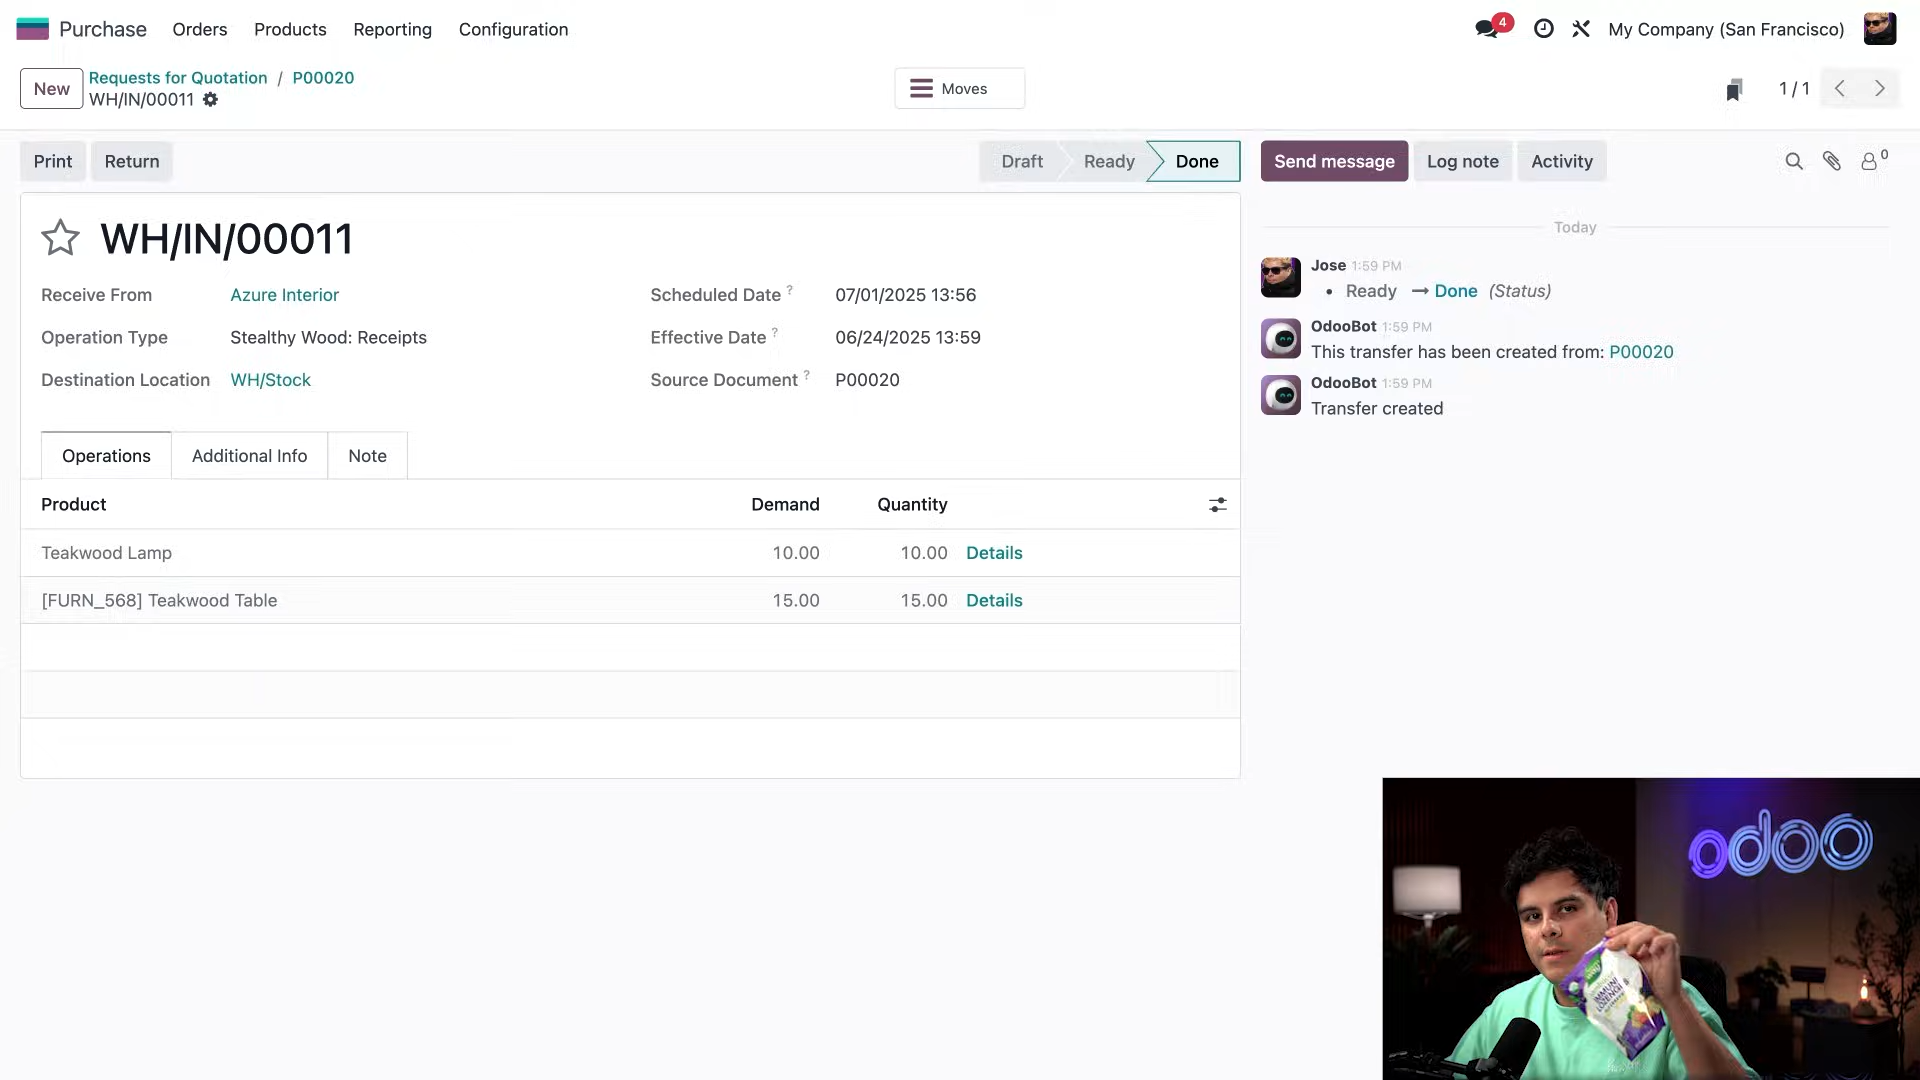 Purchase Orders Products Reporting Configuration 4 My Company (San Francisco)
New Requests for Quotation / P00020
WH/IN/00011
Moves
1 / 1
Print Return Draft Ready Done Send message Log note Activity 0
WH/IN/00011
Receive From Azure Interior Scheduled Date ? 07/01/2025 13:56
Operation Type Stealthy Wood: Receipts Effective Date ? 06/24/2025 13:59
Destination Location WH/Stock Source Document ? P00020
Operations Additional Info Note
Product Demand Quantity
Teakwood Lamp 10.00 10.00 Details
[FURN_568] Teakwood Table 15.00 15.00 Details
Today
Jose 1:59 PM
• Ready → Done (Status)
OdooBot 1:59 PM
This transfer has been created from: P00020
OdooBot 1:59 PM
Transfer created
odoo
IMMUNE
LOZENGE